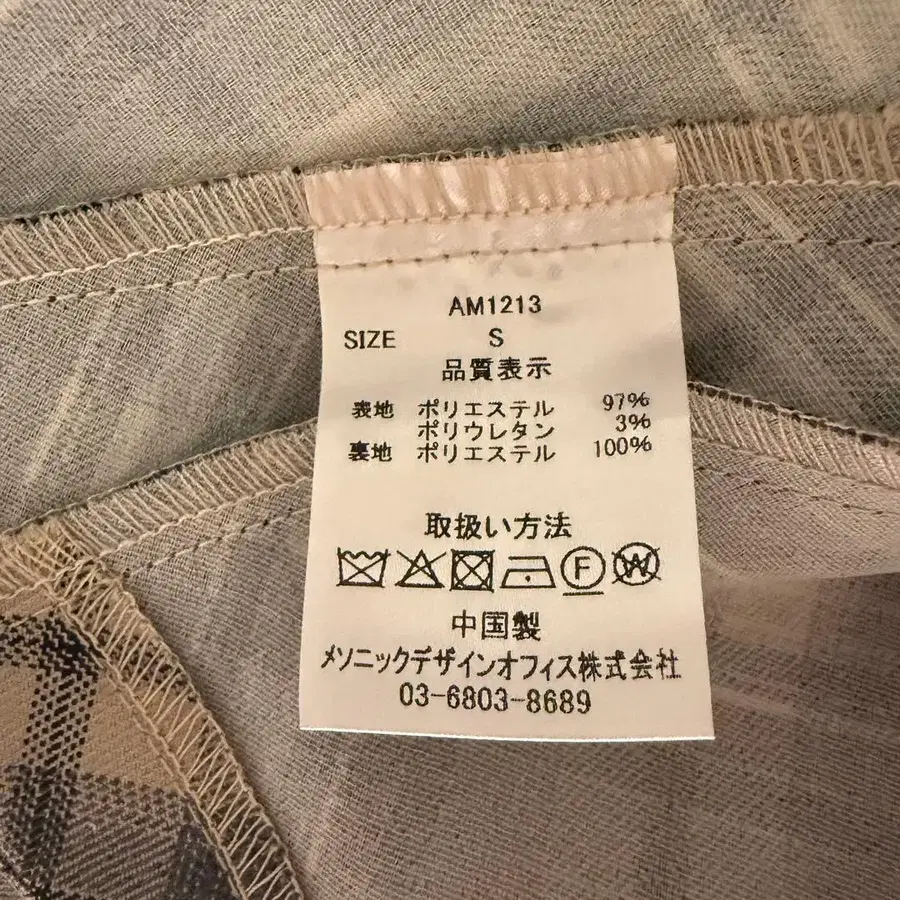 AM1213
SIZE S
品質表示
表地 ポリエステル 97%
ポリウレタン 3%
裏地 ポリエステル 100%
取扱い方法
F W
中国製
メソニックデザインオフィス株式会社
03-6803-8689